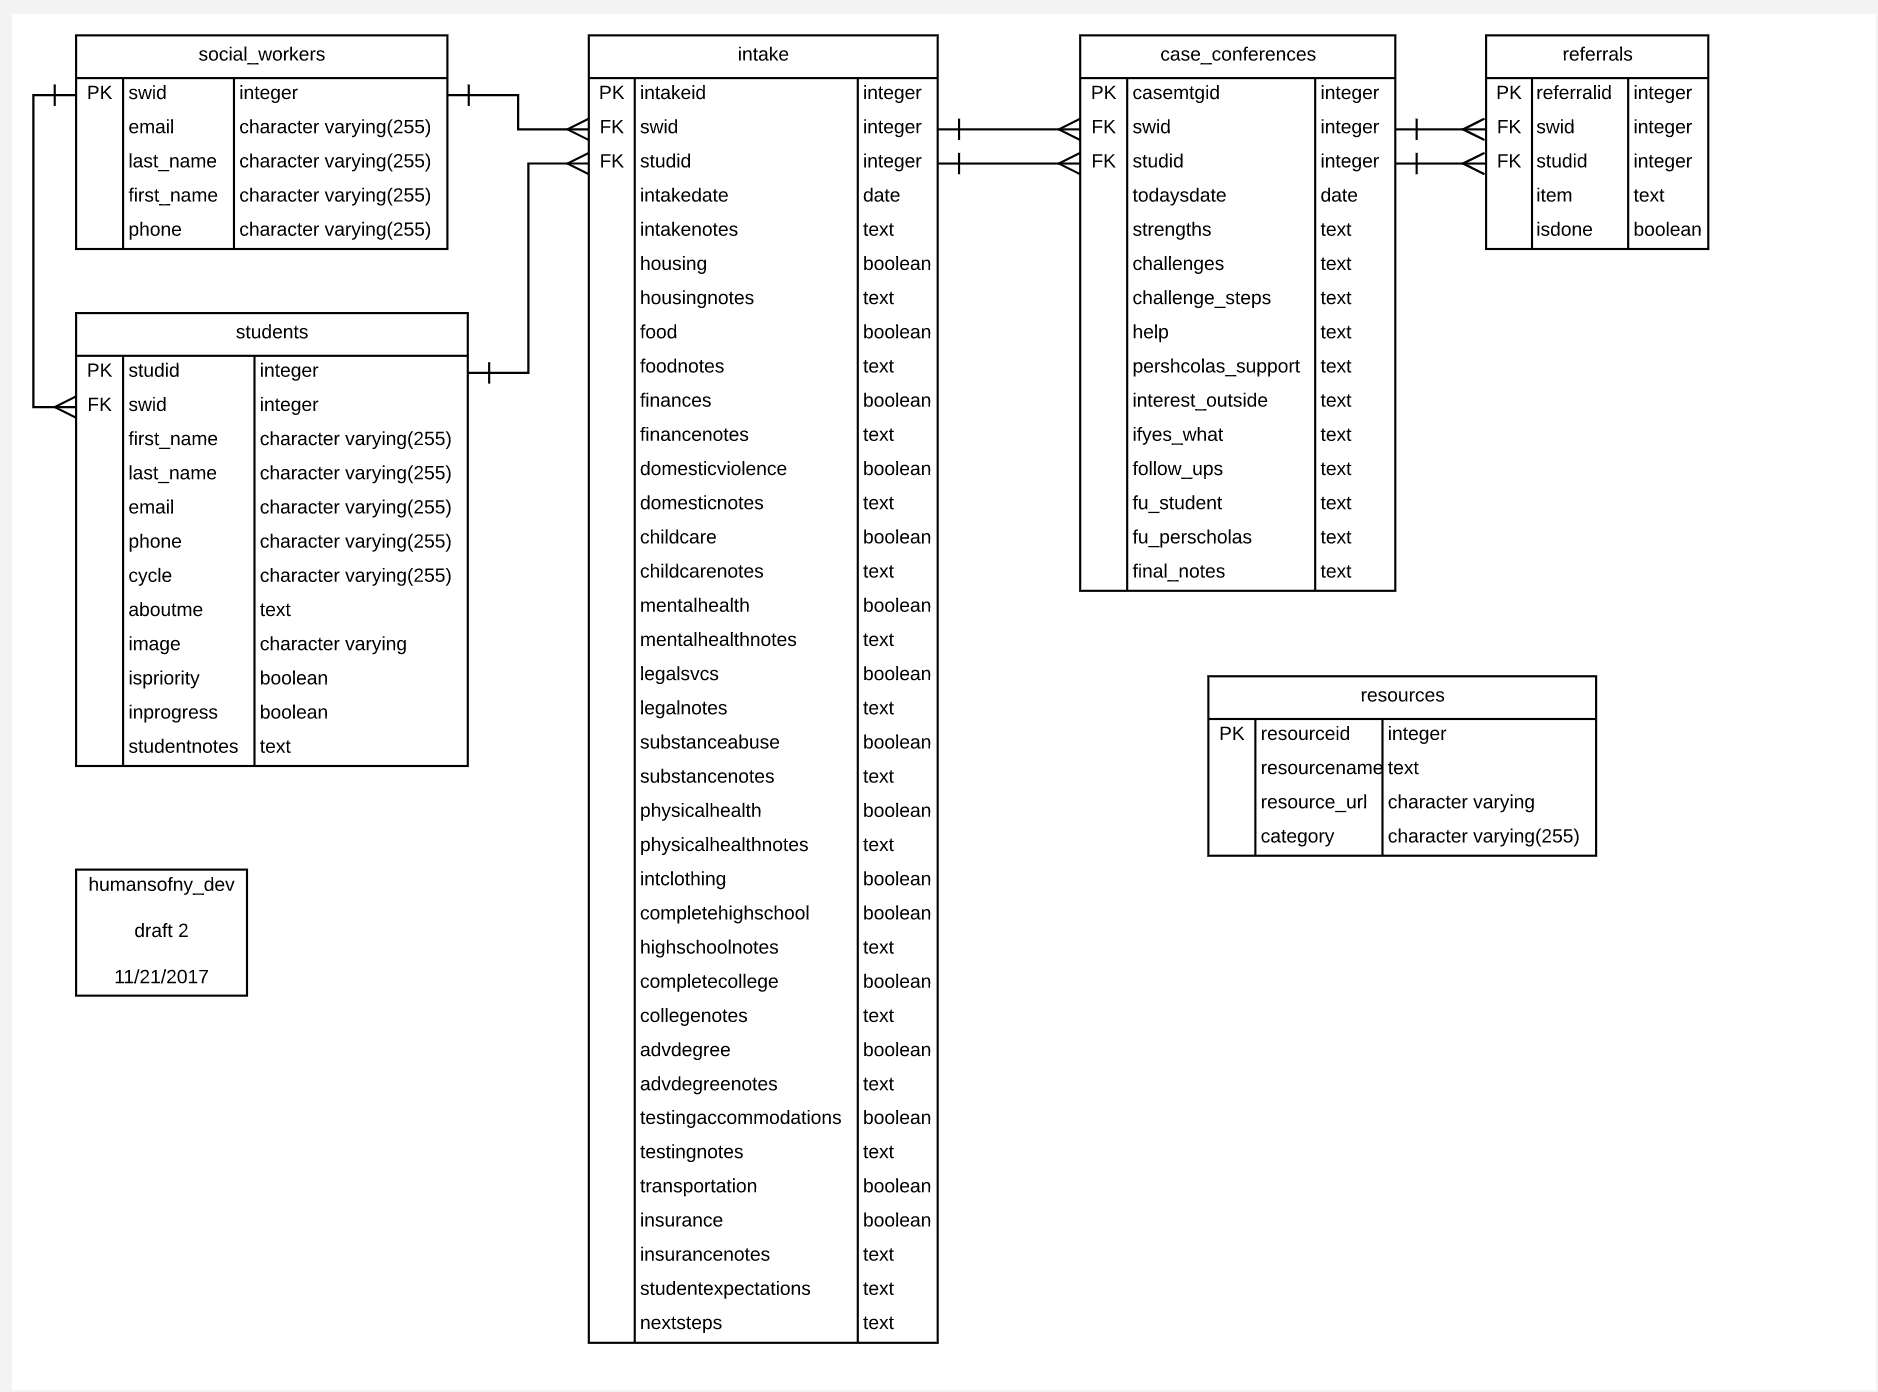 social_workers
PK swid integer
email character varying(255)
last_name character varying(255)
first_name character varying(255)
phone character varying(255)
students
PK studid integer
FK swid integer
first_name character varying(255)
last_name character varying(255)
email character varying(255)
phone character varying(255)
cycle character varying(255)
aboutme text
image character varying
ispriority boolean
inprogress boolean
studentnotes text
humansofny_dev
draft 2
11/21/2017
intake
PK intakeid integer
FK swid integer
FK studid integer
intakedate date
intakenotes text
housing boolean
housingnotes text
food boolean
foodnotes text
finances boolean
financenotes text
domesticviolence boolean
domesticnotes text
childcare boolean
childcarenotes text
mentalhealth boolean
mentalhealthnotes text
legalsvcs boolean
legalnotes text
substanceabuse boolean
substancenotes text
physicalhealth boolean
physicalhealthnotes text
intclothing boolean
completehighschool boolean
highschoolnotes text
completecollege boolean
collegenotes text
advdegree boolean
advdegreenotes text
testingaccommodations boolean
testingnotes text
transportation boolean
insurance boolean
insurancenotes text
studentexpectations text
nextsteps text
case_conferences
PK casemtgid integer
FK swid integer
FK studid integer
todaysdate date
strengths text
challenges text
challenge_steps text
help text
pershcolas_support text
interest_outside text
ifyes_what text
follow_ups text
fu_student text
fu_perscholas text
final_notes text
referrals
PK referralid integer
FK swid integer
FK studid integer
item text
isdone boolean
resources
PK resourceid integer
resourcename text
resource_url character varying
category character varying(255)